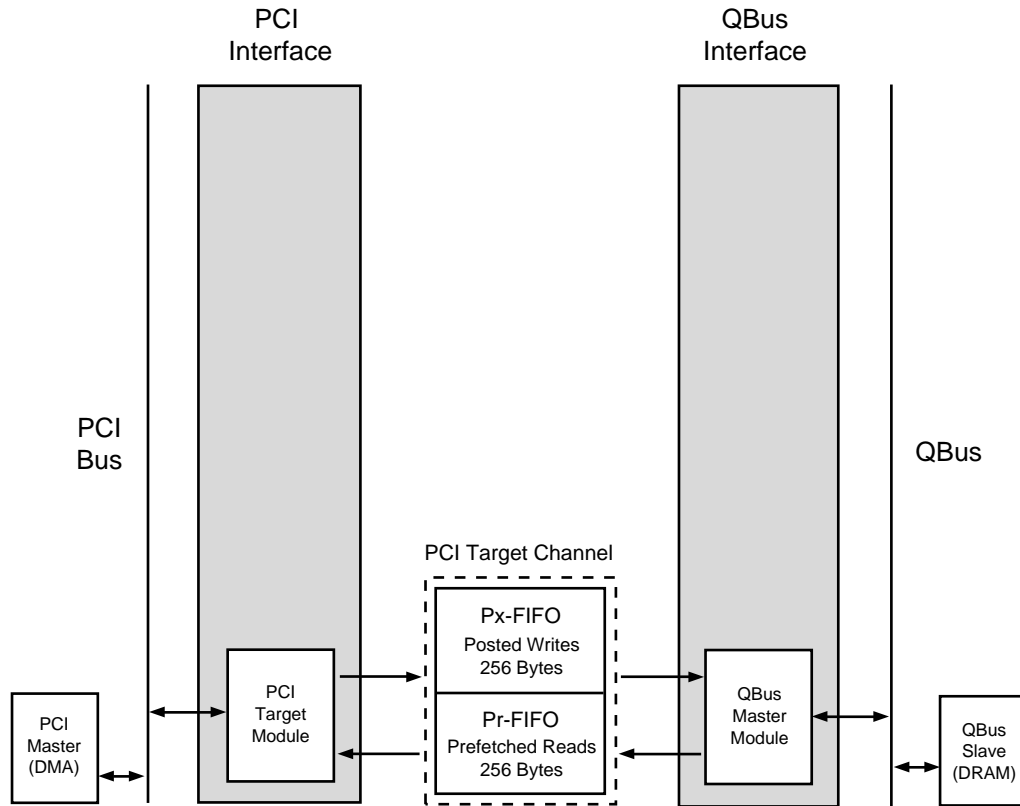 PCI
Interface
QBus
Interface
PCI
Bus
QBus
PCI Target Channel
Px-FIFO
Posted Writes
256 Bytes
Pr-FIFO
Prefetched Reads
256 Bytes
PCI
Target
Module
QBus
Master
Module
PCI
Master
(DMA)
QBus
Slave
(DRAM)